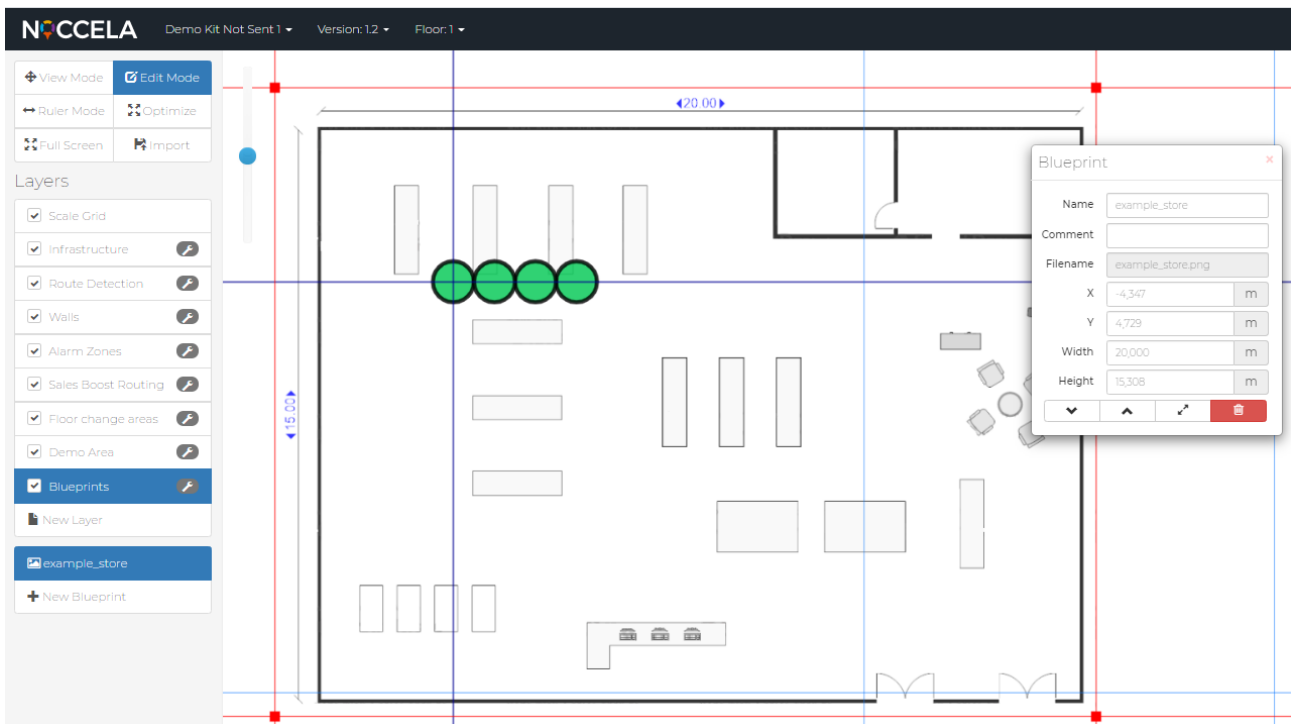 NOCCELA Demo Kit Not Sent 1 Version: 1.2 Floor: 1
View Mode Edit Mode
Ruler Mode Optimize
Full Screen Import
Layers
Scale Grid
Infrastructure
Route Detection
Walls
Alarm Zones
Sales Boost Routing
Floor change areas
Demo Area
Blueprints
New Layer
example_store
New Blueprint
20.00
15.00
Blueprint ×
Name example_store
Comment
Filename example_store.png
X -4,347 m
Y 4,729 m
Width 20,000 m
Height 15,308 m